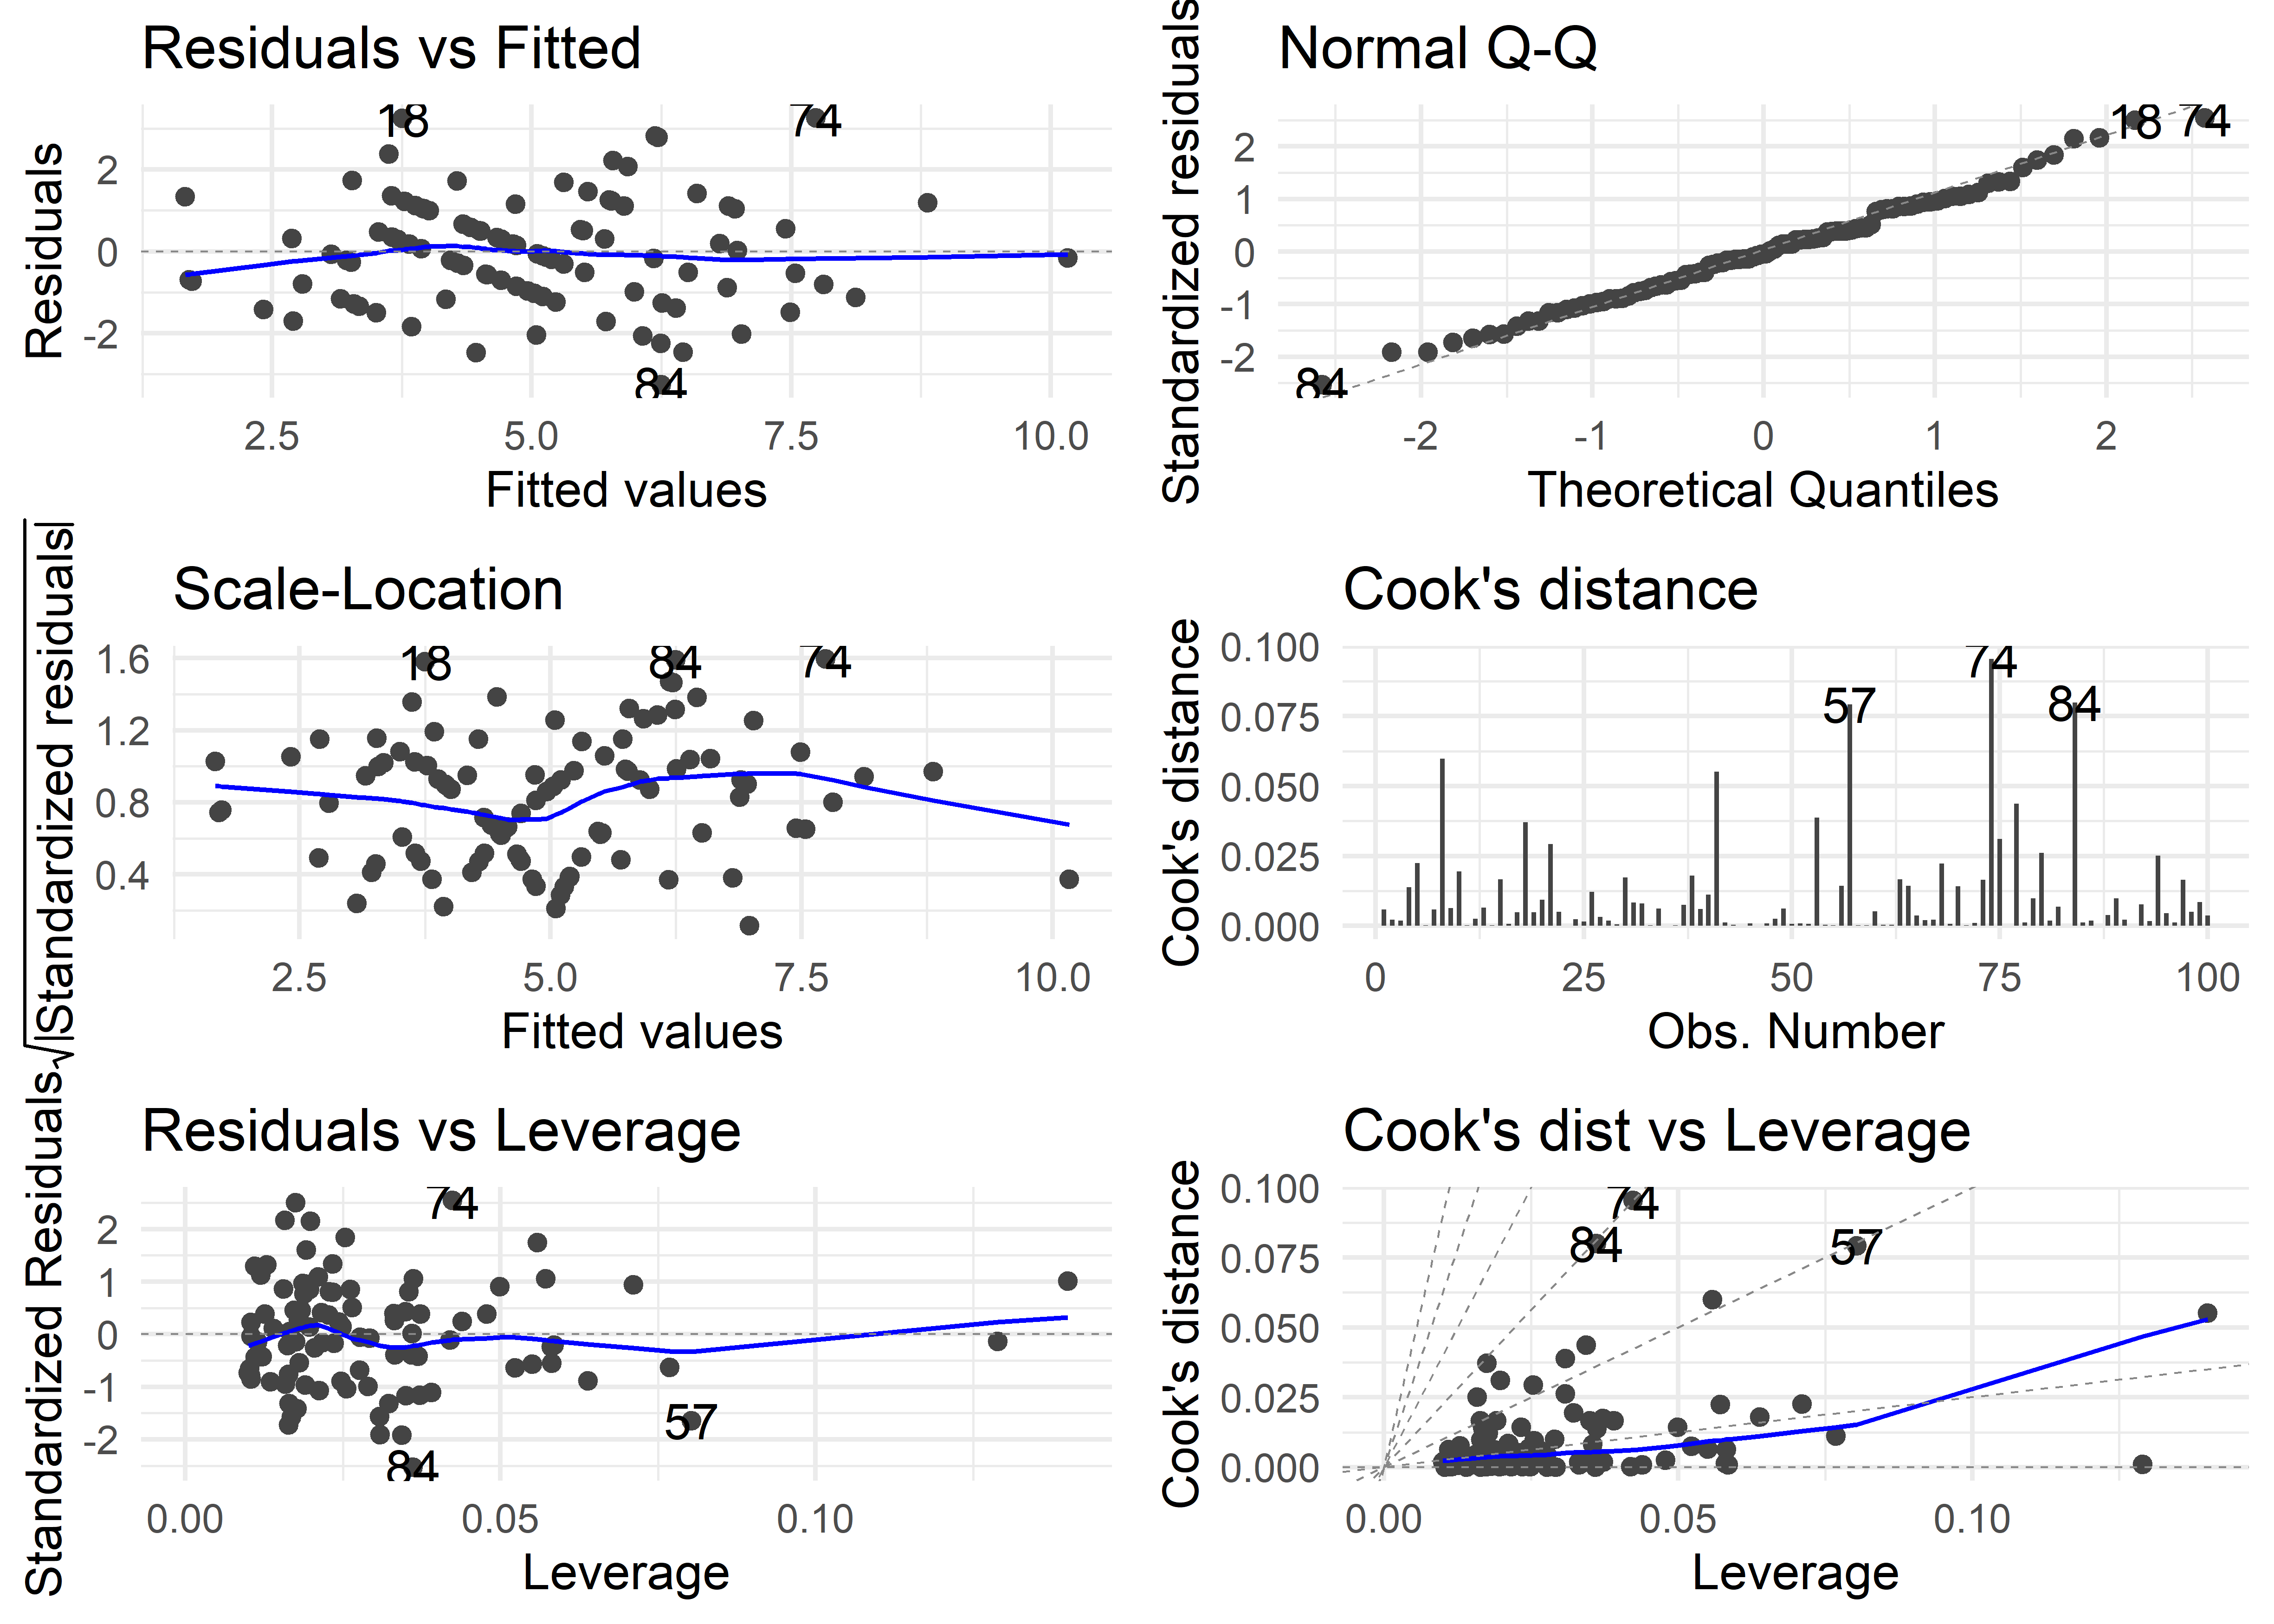 Residuals vs Fitted
Residuals
2
0
-2
18
74
84
2.5 5.0 7.5 10.0
Fitted values
Normal Q-Q
Standardized residuals
2
1
0
-1
-2
18 74
84
-2 -1 0 1 2
Theoretical Quantiles
Scale-Location
√|Standardized residuals|
1.6
1.2
0.8
0.4
18
84
74
2.5 5.0 7.5 10.0
Fitted values
Cook's distance
Cook's distance
0.100
0.075
0.050
0.025
0.000
57
74
84
0 25 50 75 100
Obs. Number
Residuals vs Leverage
Standardized Residuals
2
1
0
-1
-2
74
57
84
0.00 0.05 0.10
Leverage
Cook's dist vs Leverage
Cook's distance
0.100
0.075
0.050
0.025
0.000
74
84
57
0.00 0.05 0.10
Leverage